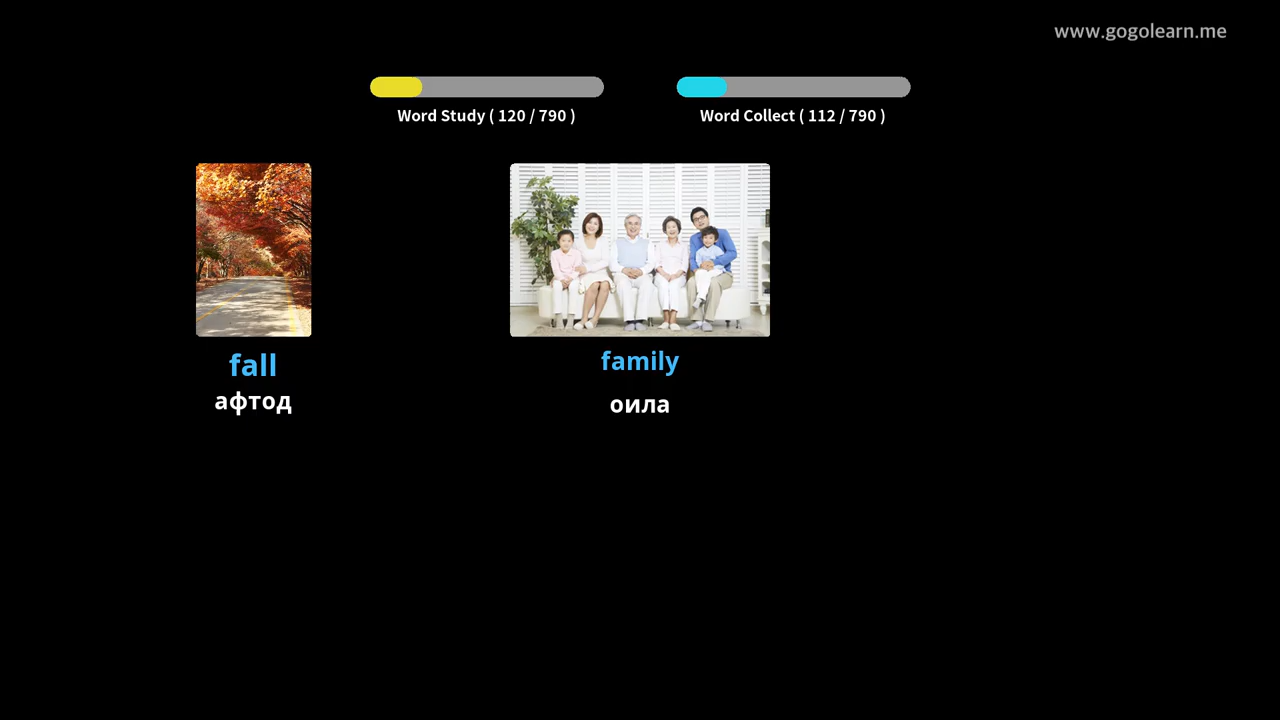 www.gogolearn.me
Word Study ( 120 / 790 )
Word Collect ( 112 / 790 )
fall
афтод
family
оила